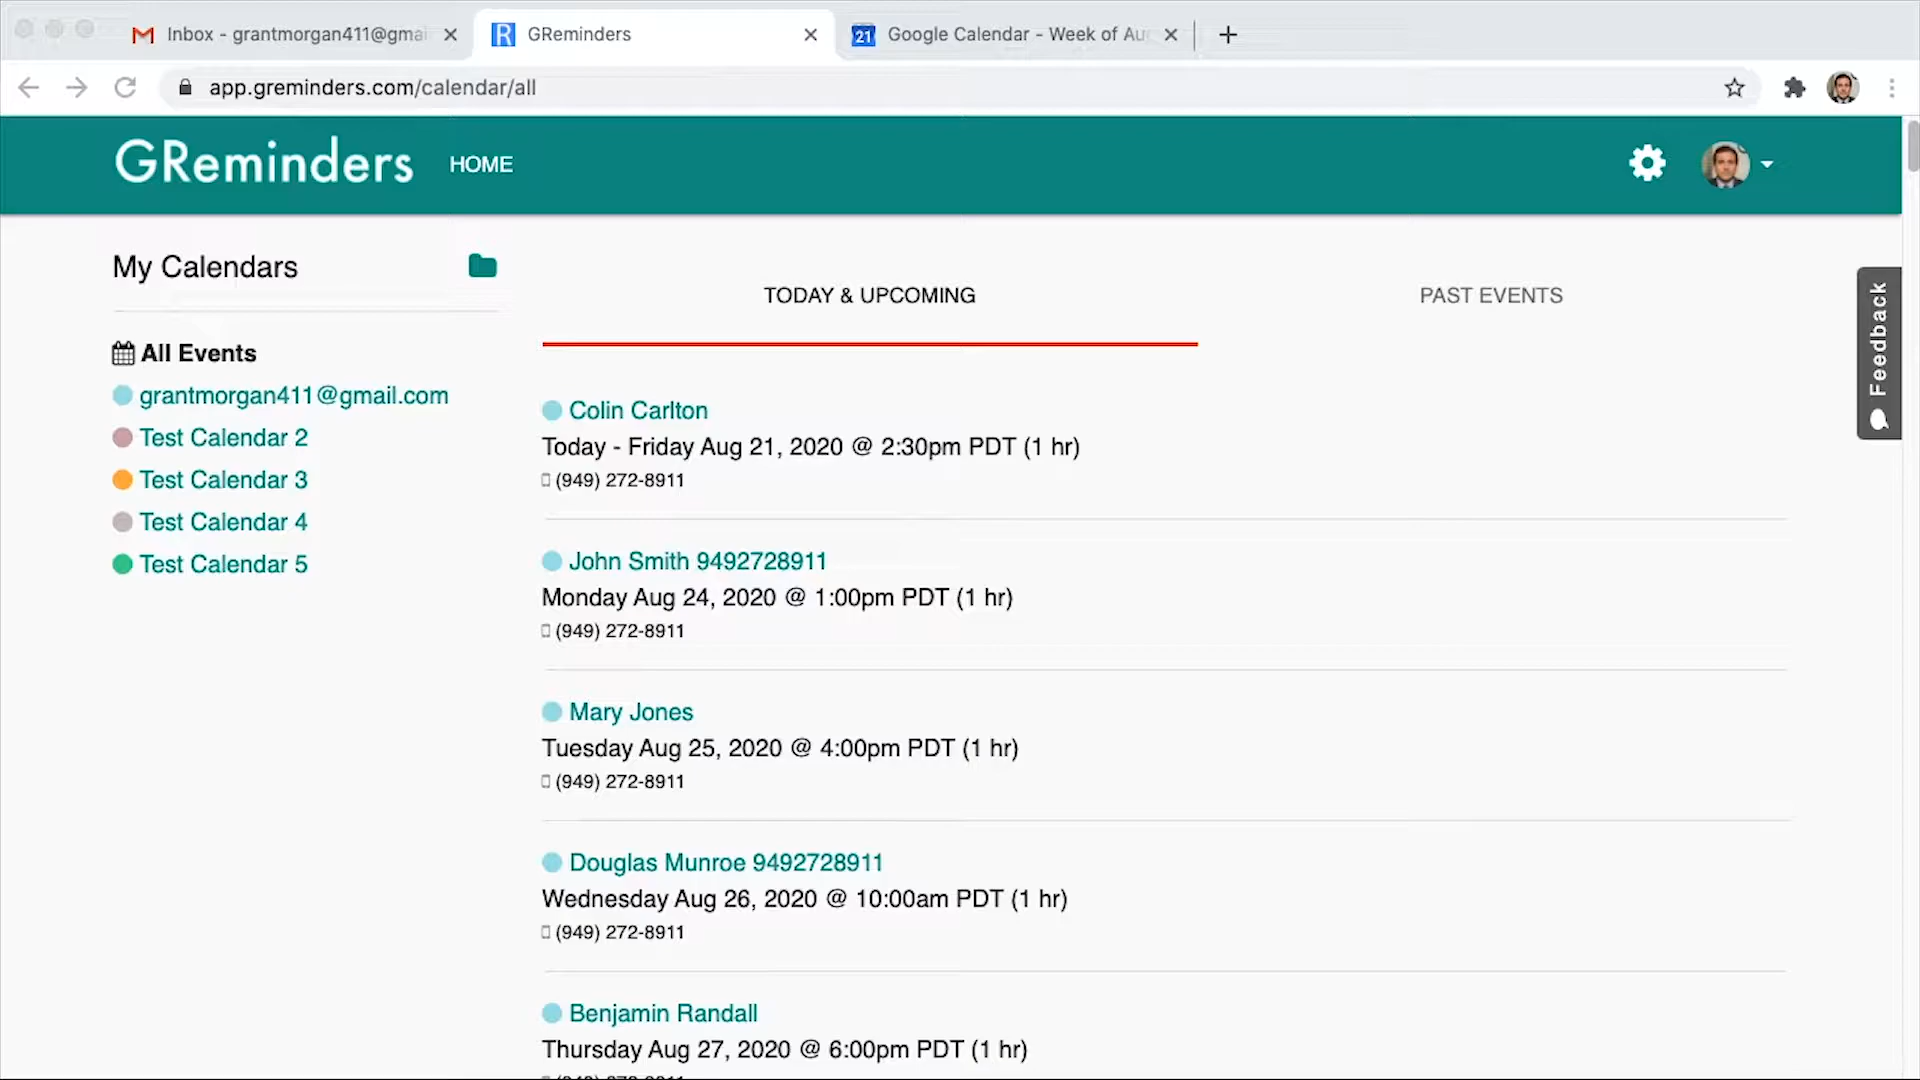 Inbox - grantmorgan411@gmai
GReminders
Google Calendar - Week of Au
app.greminders.com/calendar/all
GReminders
HOME
My Calendars
TODAY & UPCOMING
PAST EVENTS
Feedback
All Events
grantmorgan411@gmail.com
Test Calendar 2
Test Calendar 3
Test Calendar 4
Test Calendar 5
Colin Carlton
Today - Friday Aug 21, 2020 @ 2:30pm PDT (1 hr)
(949) 272-8911
John Smith 9492728911
Monday Aug 24, 2020 @ 1:00pm PDT (1 hr)
(949) 272-8911
Mary Jones
Tuesday Aug 25, 2020 @ 4:00pm PDT (1 hr)
(949) 272-8911
Douglas Munroe 9492728911
Wednesday Aug 26, 2020 @ 10:00am PDT (1 hr)
(949) 272-8911
Benjamin Randall
Thursday Aug 27, 2020 @ 6:00pm PDT (1 hr)